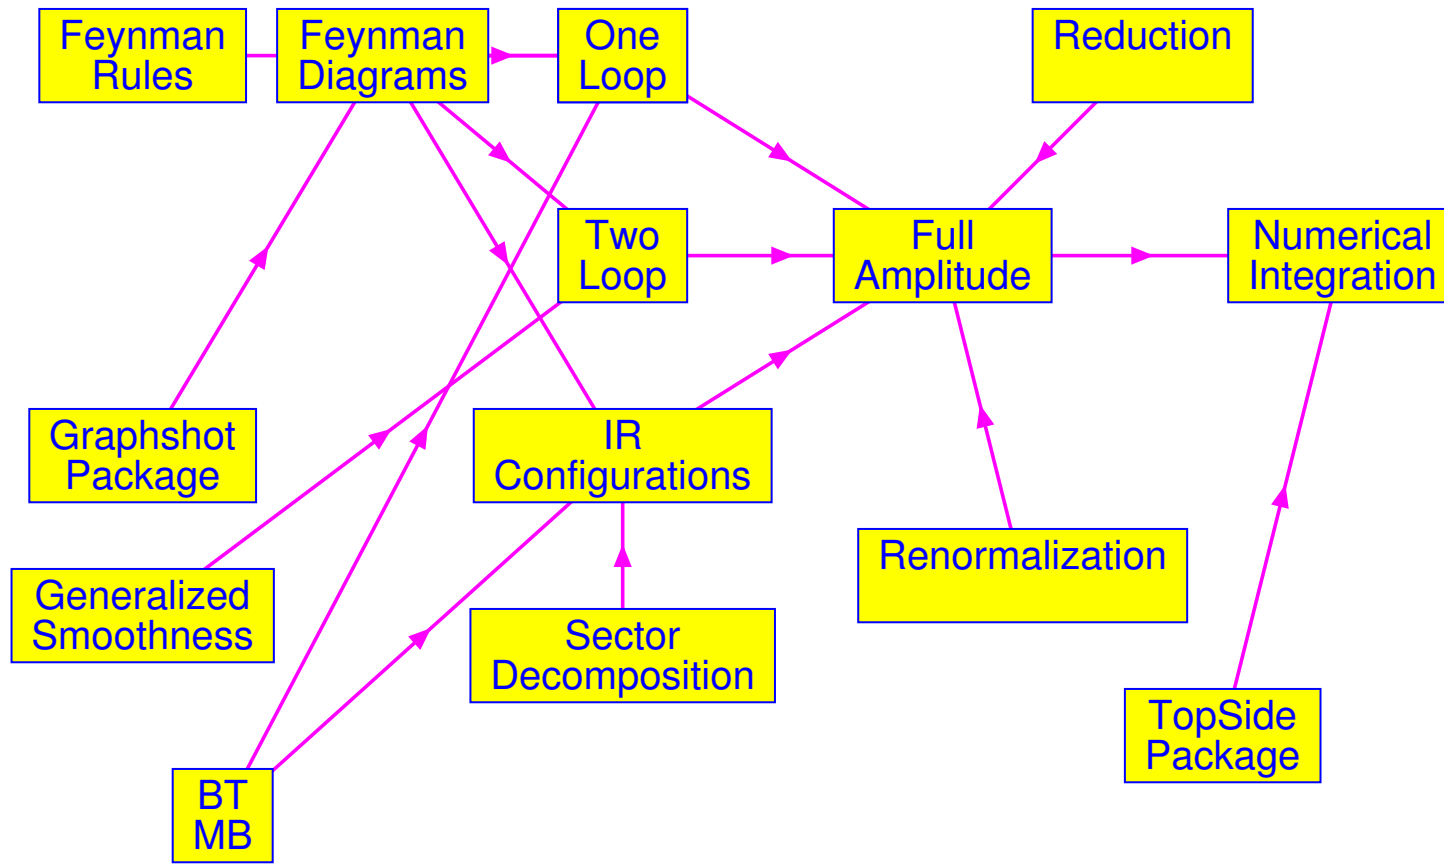 Feynman
Rules
Feynman
Diagrams
One
Loop
Reduction
Two
Loop
Full
Amplitude
Numerical
Integration
Graphshot
Package
IR
Configurations
Renormalization
Generalized
Smoothness
Sector
Decomposition
TopSide
Package
BT
MB